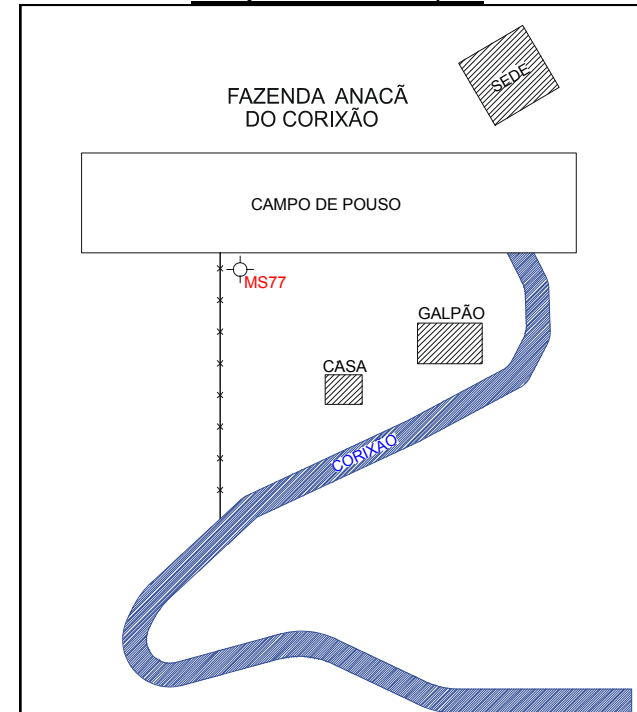 SEDE
FAZENDA ANACÃ
DO CORIXÃO
CAMPO DE POUSO
MS77
GALPÃO
CASA
CORIXÃO